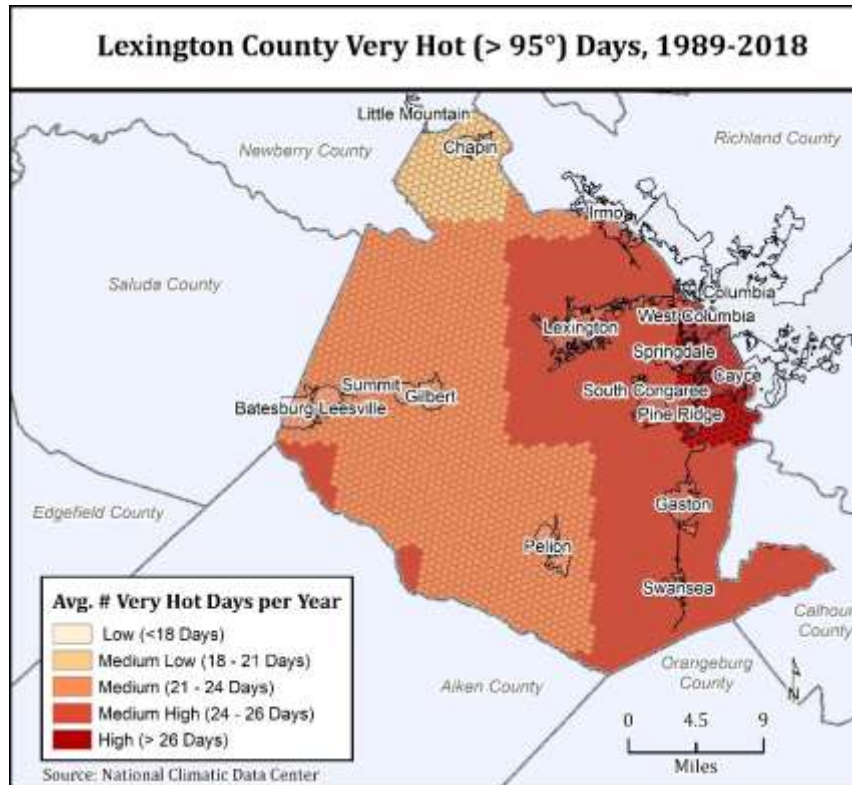 Lexington County Very Hot (> 95°) Days, 1989-2018
Little Mountain
Chapin
Newberry County
Richland County
Irmo
Saluda County
Columbia
West Columbia
Lexington
Springdale
Cayce
Summit
South Congaree
Gilbert
Batesburg-Leesville
Pine Ridge
Edgefield County
Gaston
Pelion
Swansea
Calhoun
County
Orangeburg
County
Aiken County
N
Avg. # Very Hot Days per Year
Low (<18 Days)
Medium Low (18 - 21 Days)
Medium (21 - 24 Days)
Medium High (24 - 26 Days)
High (> 26 Days)
0 4.5 9
Miles
Source: National Climatic Data Center